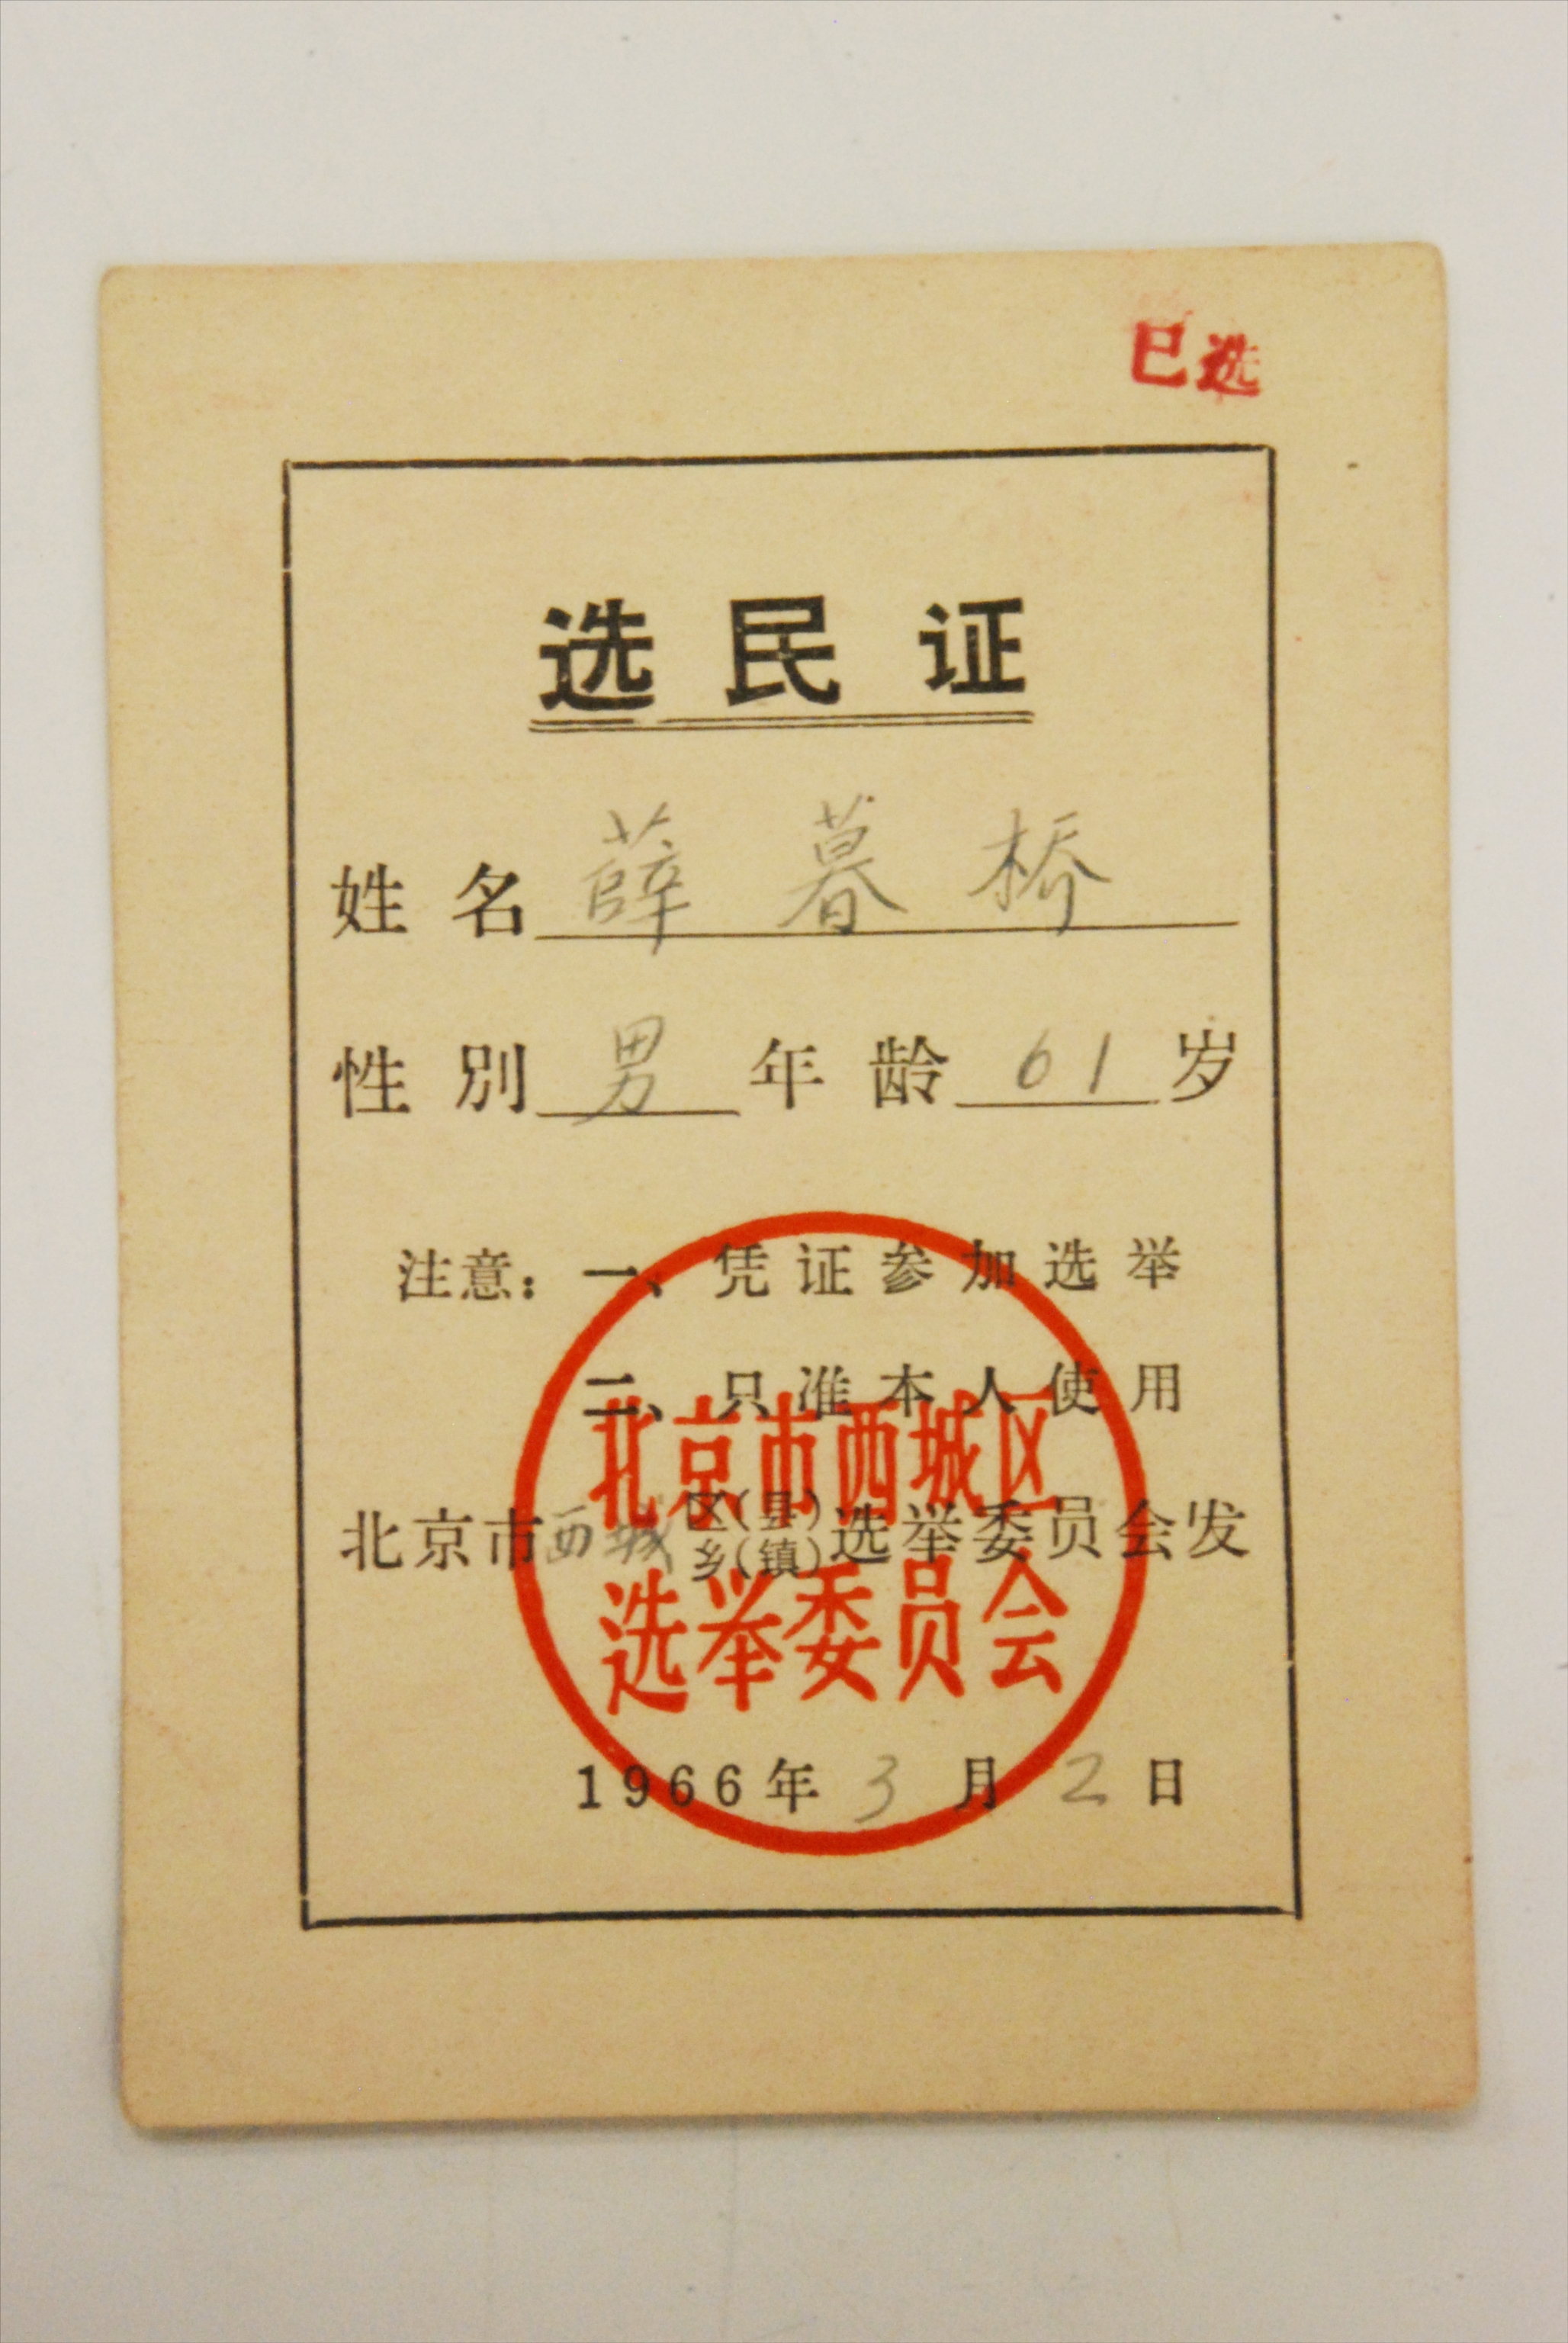 已选
选民证
姓名 薛暮桥
性别 男 年龄 61 岁
注意：一、凭证参加选举
二、只准本人使用
北京市西城区
北京市西城区(县)乡(镇)选举委员会发
选举委员会
1966年3月2日